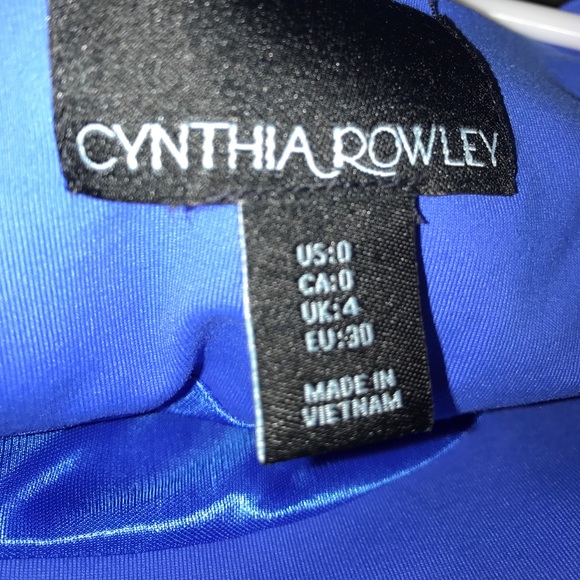 CYNTHIA ROWLEY
US:0
CA:0
UK:4
EU:30
MADE IN
VIETNAM